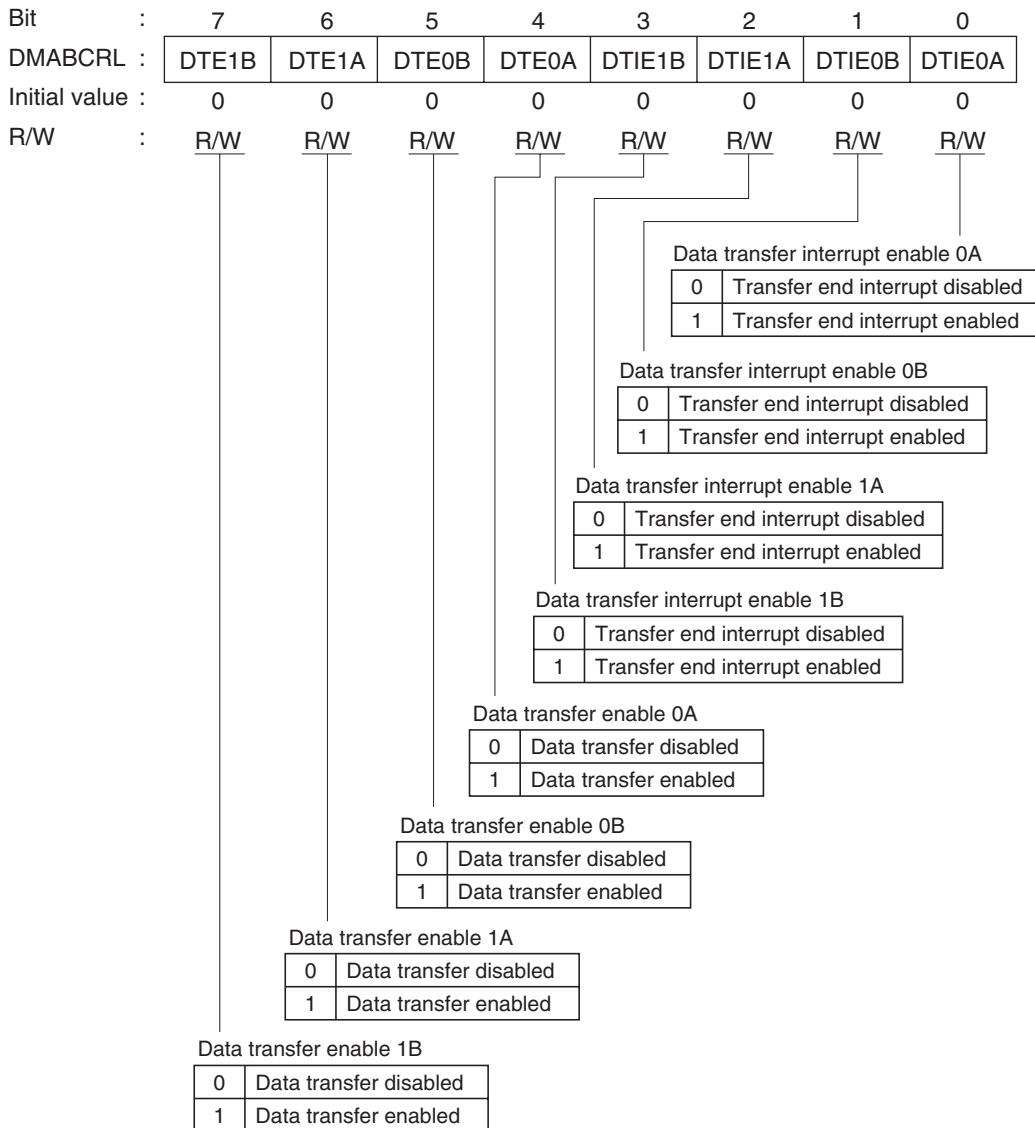 Bit : 7 6 5 4 3 2 1 0
DMABCRL : DTE1B DTE1A DTE0B DTE0A DTIE1B DTIE1A DTIE0B DTIE0A
Initial value : 0 0 0 0 0 0 0 0
R/W : R/W R/W R/W R/W R/W R/W R/W R/W
Data transfer interrupt enable 0A
0 Transfer end interrupt disabled
1 Transfer end interrupt enabled
Data transfer interrupt enable 0B
0 Transfer end interrupt disabled
1 Transfer end interrupt enabled
Data transfer interrupt enable 1A
0 Transfer end interrupt disabled
1 Transfer end interrupt enabled
Data transfer interrupt enable 1B
0 Transfer end interrupt disabled
1 Transfer end interrupt enabled
Data transfer enable 0A
0 Data transfer disabled
1 Data transfer enabled
Data transfer enable 0B
0 Data transfer disabled
1 Data transfer enabled
Data transfer enable 1A
0 Data transfer disabled
1 Data transfer enabled
Data transfer enable 1B
0 Data transfer disabled
1 Data transfer enabled